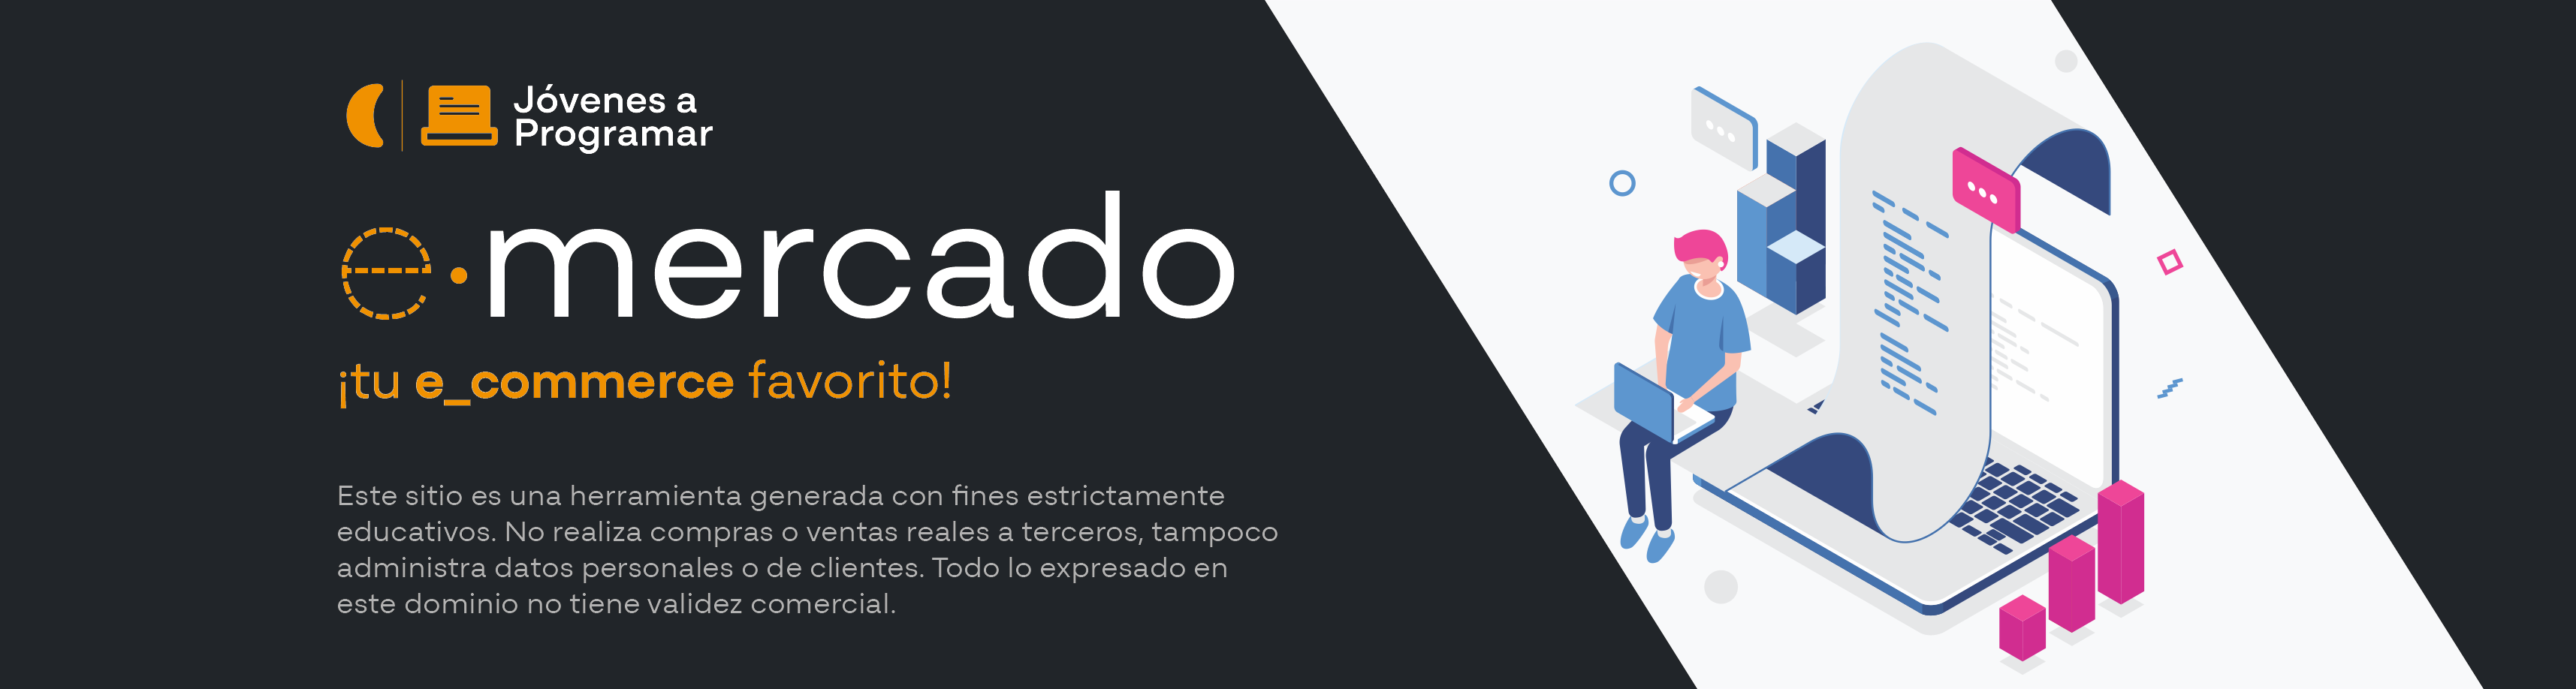 Jóvenes a
Programar
e·mercado
¡tu e_commerce favorito!
Este sitio es una herramienta generada con fines estrictamente
educativos. No realiza compras o ventas reales a terceros, tampoco
administra datos personales o de clientes. Todo lo expresado en
este dominio no tiene validez comercial.